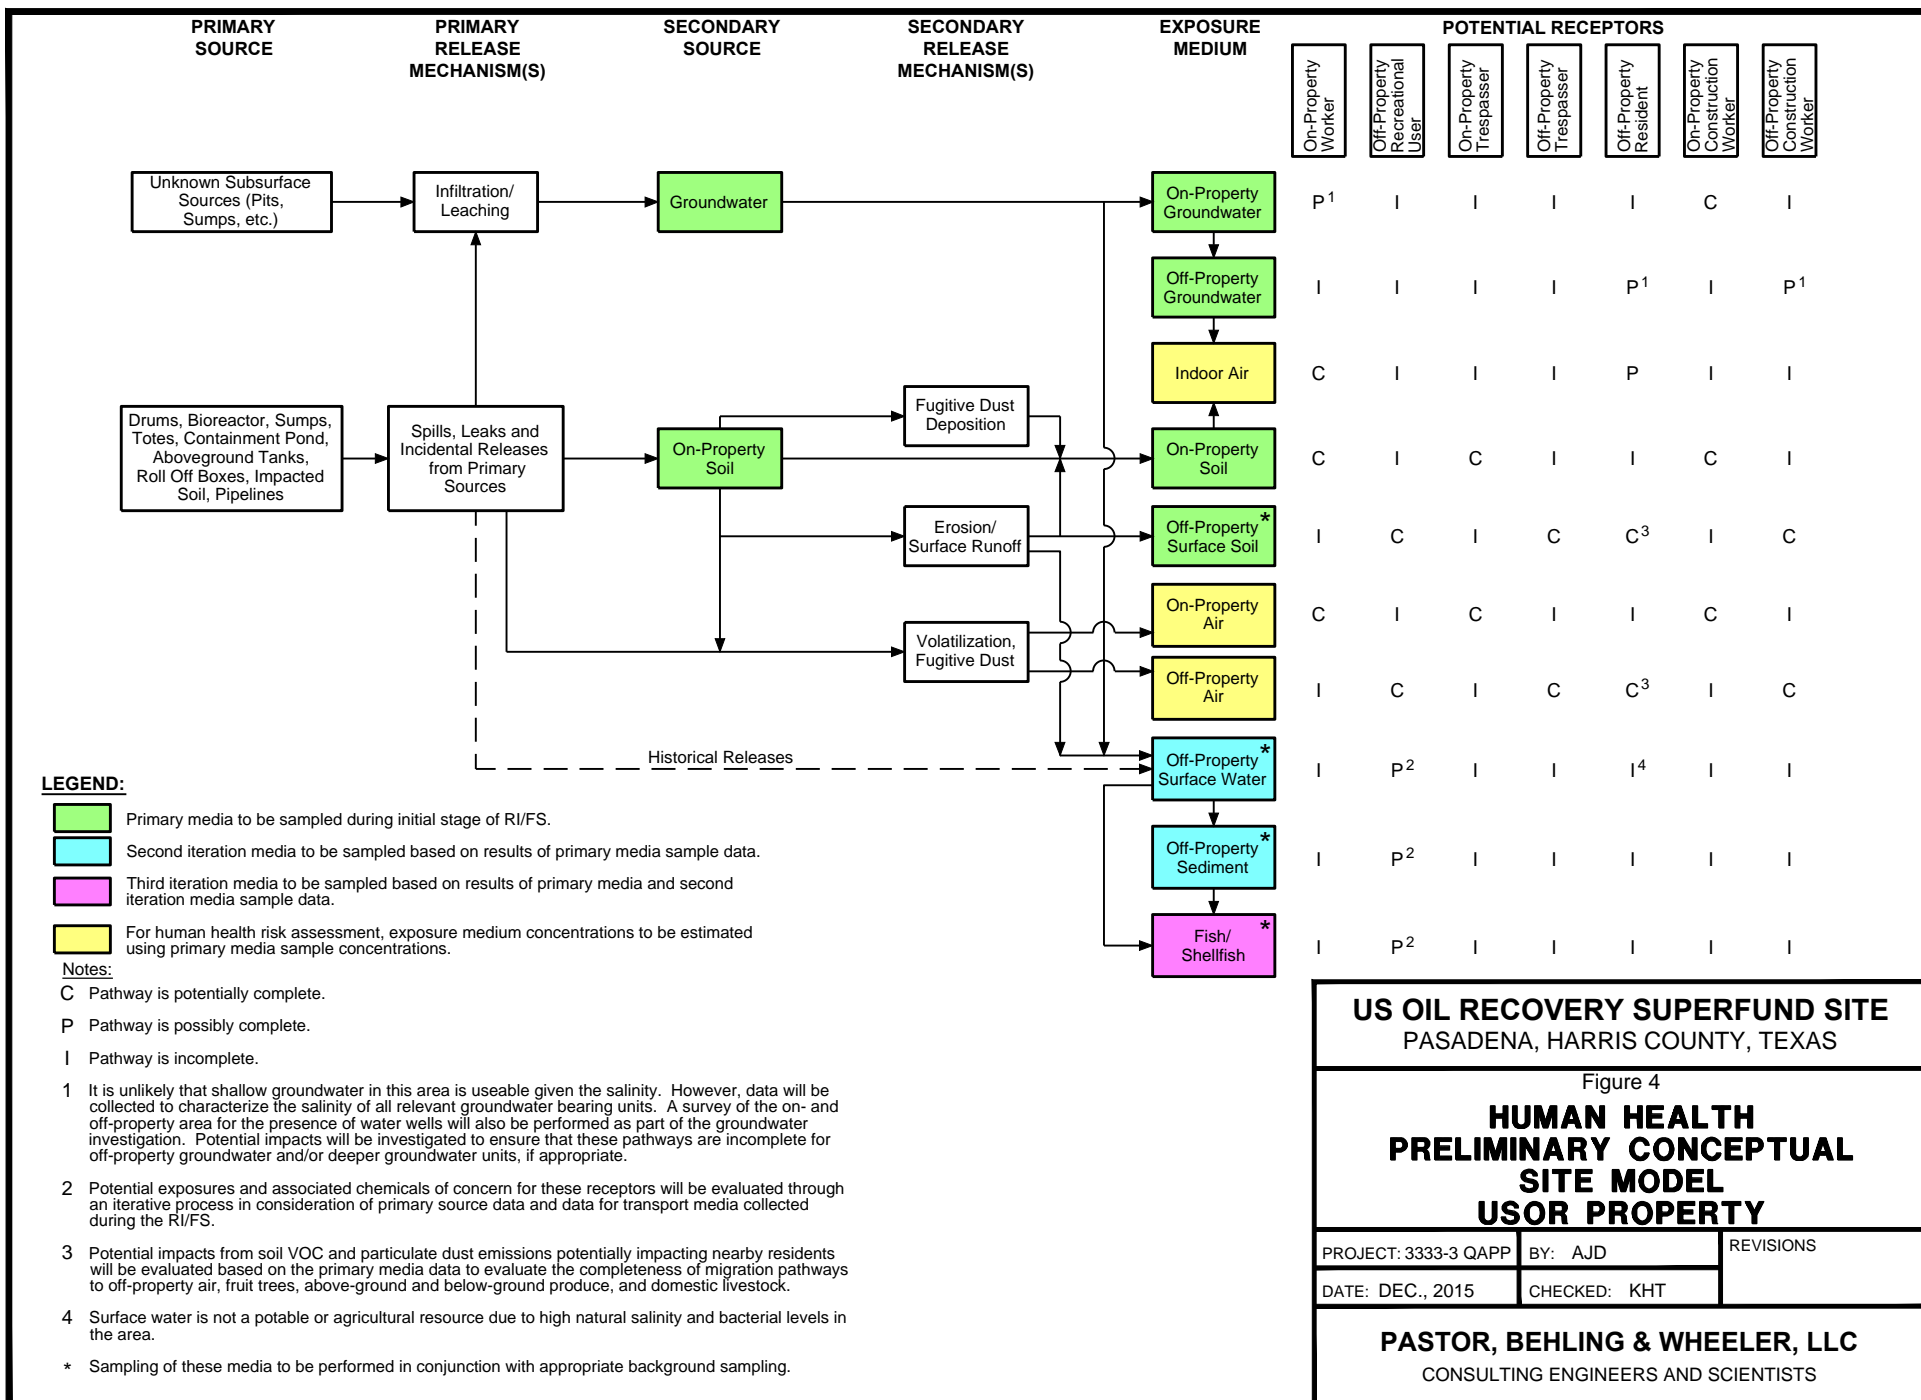 PRIMARY
SOURCE
PRIMARY
RELEASE
MECHANISM(S)
SECONDARY
SOURCE
SECONDARY
RELEASE
MECHANISM(S)
EXPOSURE
MEDIUM
POTENTIAL RECEPTORS
On-Property
Worker
Off-Property
Recreational
User
On-Property
Trespasser
Off-Property
Trespasser
Off-Property
Resident
On-Property
Construction
Worker
Off-Property
Construction
Worker
Unknown Subsurface
Sources (Pits,
Sumps, etc.)
Infiltration/
Leaching
Groundwater
On-Property
Groundwater
P1 I I I I C I
Off-Property
Groundwater
I I I I P1 I P1
Indoor Air
C I I I P I I
Drums, Bioreactor, Sumps,
Totes, Containment Pond,
Aboveground Tanks,
Roll Off Boxes, Impacted
Soil, Pipelines
Spills, Leaks and
Incidental Releases
from Primary
Sources
On-Property
Soil
Fugitive Dust
Deposition
On-Property
Soil
C I C I I C I
Erosion/
Surface Runoff
Off-Property *
Surface Soil
I C I C C3 I C
Volatilization,
Fugitive Dust
On-Property
Air
C I C I I C I
Off-Property
Air
I C I C C3 I C
Historical Releases
Off-Property *
Surface Water
I P2 I I I4 I I
Off-Property *
Sediment
I P2 I I I I I
Fish/ *
Shellfish
I P2 I I I I I
LEGEND:
Primary media to be sampled during initial stage of RI/FS.
Second iteration media to be sampled based on results of primary media sample data.
Third iteration media to be sampled based on results of primary media and second
iteration media sample data.
For human health risk assessment, exposure medium concentrations to be estimated
using primary media sample concentrations.
Notes:
C Pathway is potentially complete.
P Pathway is possibly complete.
I Pathway is incomplete.
1 It is unlikely that shallow groundwater in this area is useable given the salinity. However, data will be
collected to characterize the salinity of all relevant groundwater bearing units. A survey of the on- and
off-property area for the presence of water wells will also be performed as part of the groundwater
investigation. Potential impacts will be investigated to ensure that these pathways are incomplete for
off-property groundwater and/or deeper groundwater units, if appropriate.
2 Potential exposures and associated chemicals of concern for these receptors will be evaluated through
an iterative process in consideration of primary source data and data for transport media collected
during the RI/FS.
3 Potential impacts from soil VOC and particulate dust emissions potentially impacting nearby residents
will be evaluated based on the primary media data to evaluate the completeness of migration pathways
to off-property air, fruit trees, above-ground and below-ground produce, and domestic livestock.
4 Surface water is not a potable or agricultural resource due to high natural salinity and bacterial levels in
the area.
* Sampling of these media to be performed in conjunction with appropriate background sampling.
US OIL RECOVERY SUPERFUND SITE
PASADENA, HARRIS COUNTY, TEXAS
Figure 4
HUMAN HEALTH
PRELIMINARY CONCEPTUAL
SITE MODEL
USOR PROPERTY
PROJECT: 3333-3 QAPP
BY: AJD
REVISIONS
DATE: DEC., 2015
CHECKED: KHT
PASTOR, BEHLING & WHEELER, LLC
CONSULTING ENGINEERS AND SCIENTISTS